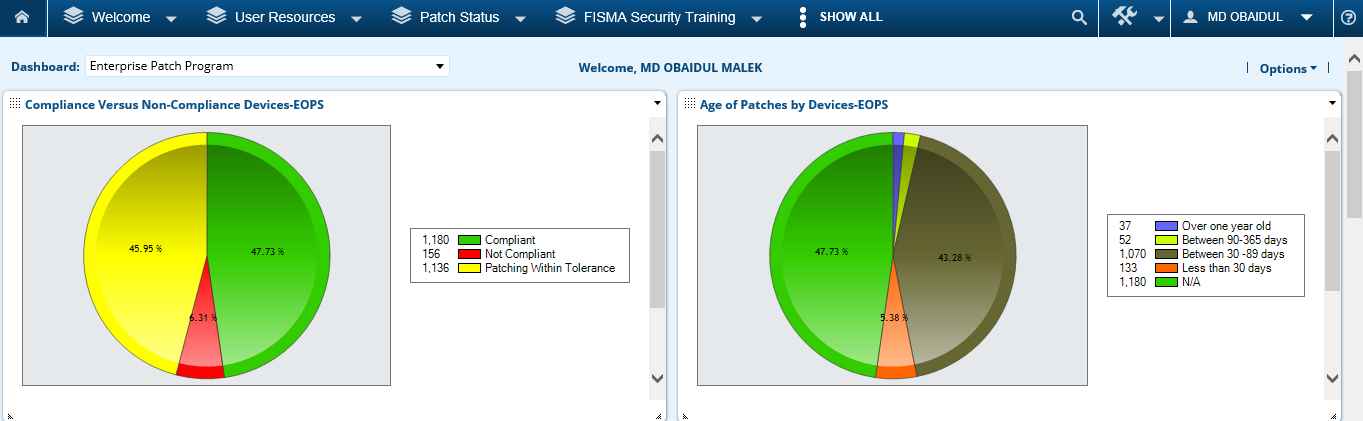 Welcome User Resources Patch Status FISMA Security Training SHOW ALL MD OBAIDUL
Dashboard: Enterprise Patch Program Welcome, MD OBAIDUL MALEK Options
Compliance Versus Non-Compliance Devices-EOPS
45.95 %
47.73 %
6.31 %
1,180 Compliant
156 Not Compliant
1,136 Patching Within Tolerance
Age of Patches by Devices-EOPS
47.73 %
43.28 %
5.38 %
37 Over one year old
52 Between 90-365 days
1,070 Between 30 -89 days
133 Less than 30 days
1,180 N/A